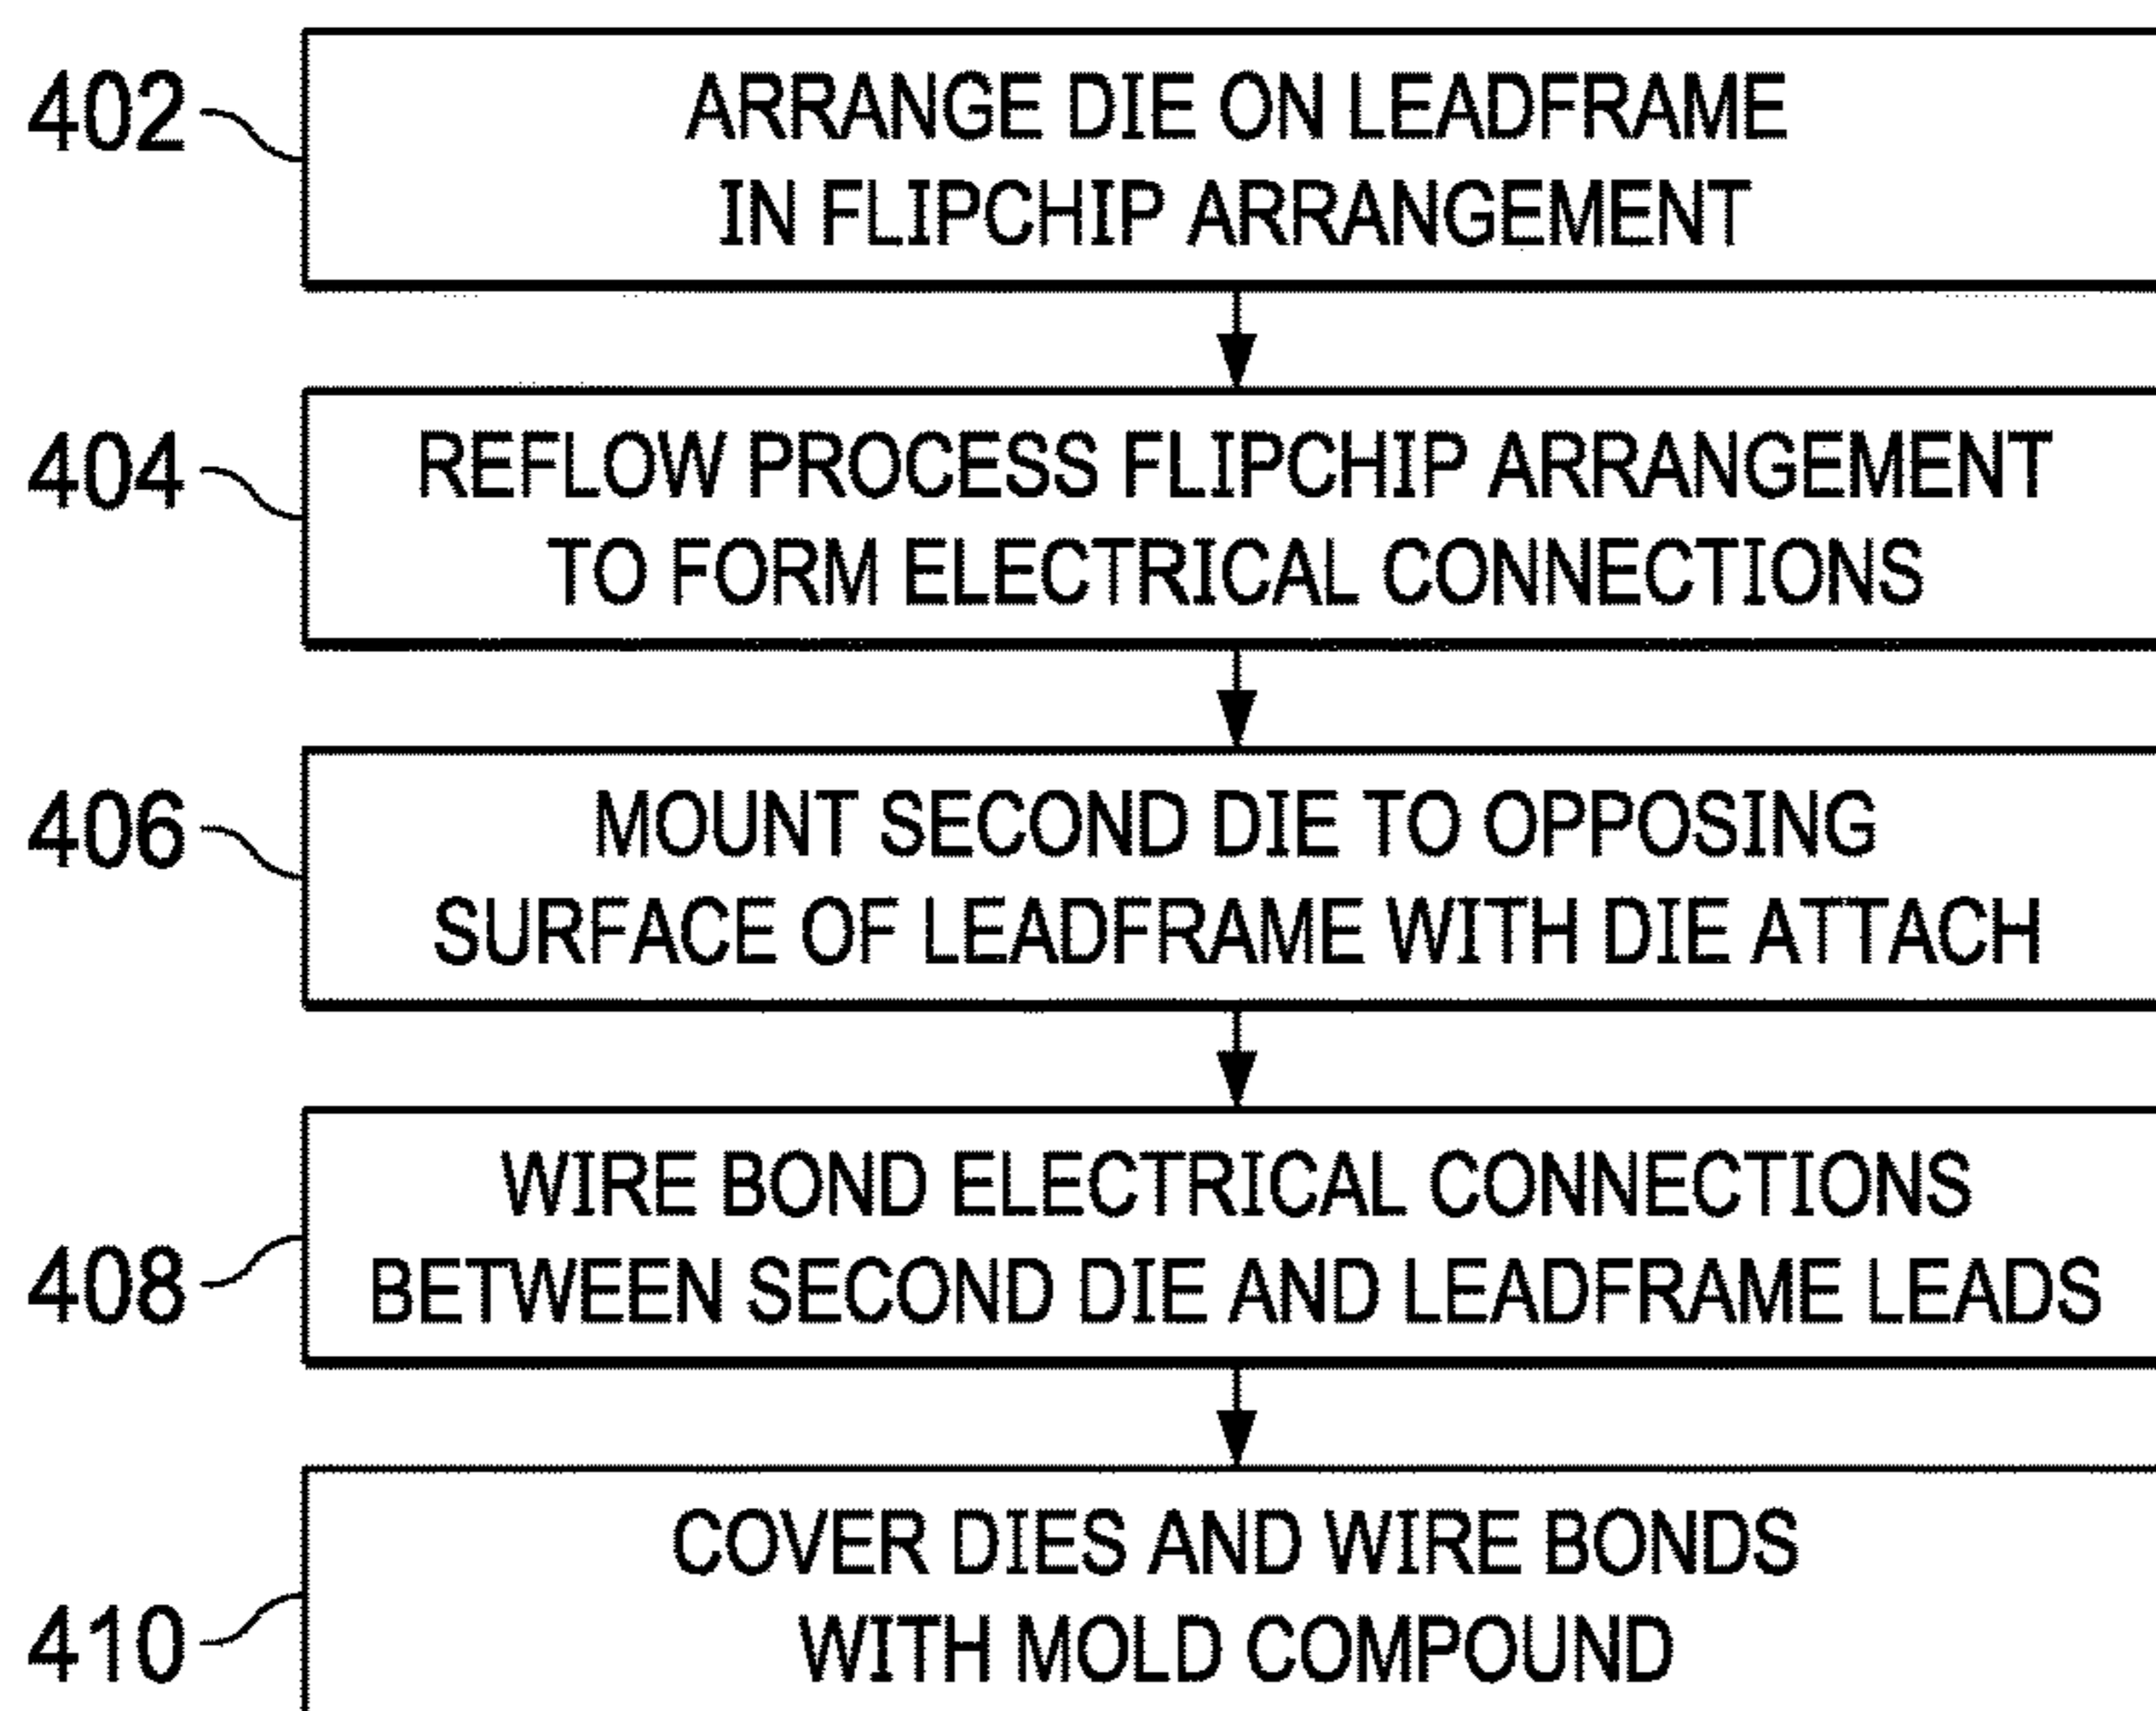 402
ARRANGE DIE ON LEADFRAME
IN FLIPCHIP ARRANGEMENT
404
REFLOW PROCESS FLIPCHIP ARRANGEMENT
TO FORM ELECTRICAL CONNECTIONS
406
MOUNT SECOND DIE TO OPPOSING
SURFACE OF LEADFRAME WITH DIE ATTACH
408
WIRE BOND ELECTRICAL CONNECTIONS
BETWEEN SECOND DIE AND LEADFRAME LEADS
410
COVER DIES AND WIRE BONDS
WITH MOLD COMPOUND